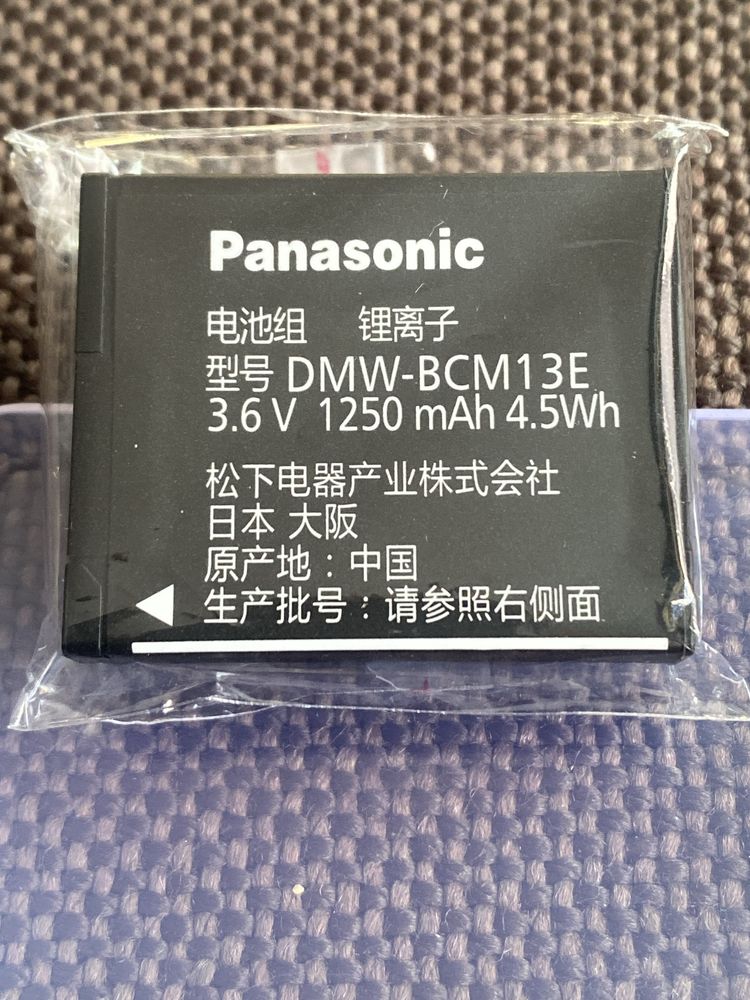 Panasonic
电池组 锂离子
型号 DMW-BCM13E
3.6 V 1250 mAh 4.5Wh
松下电器产业株式会社
日本 大阪
原产地：中国
生产批号：请参照右侧面